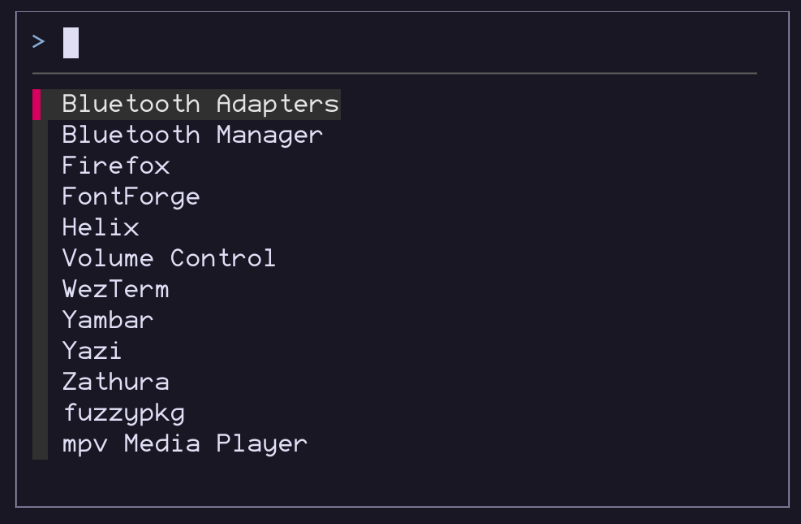 >
Bluetooth Adapters
Bluetooth Manager
Firefox
FontForge
Helix
Volume Control
WezTerm
Yambar
Yazi
Zathura
fuzzypkg
mpv Media Player